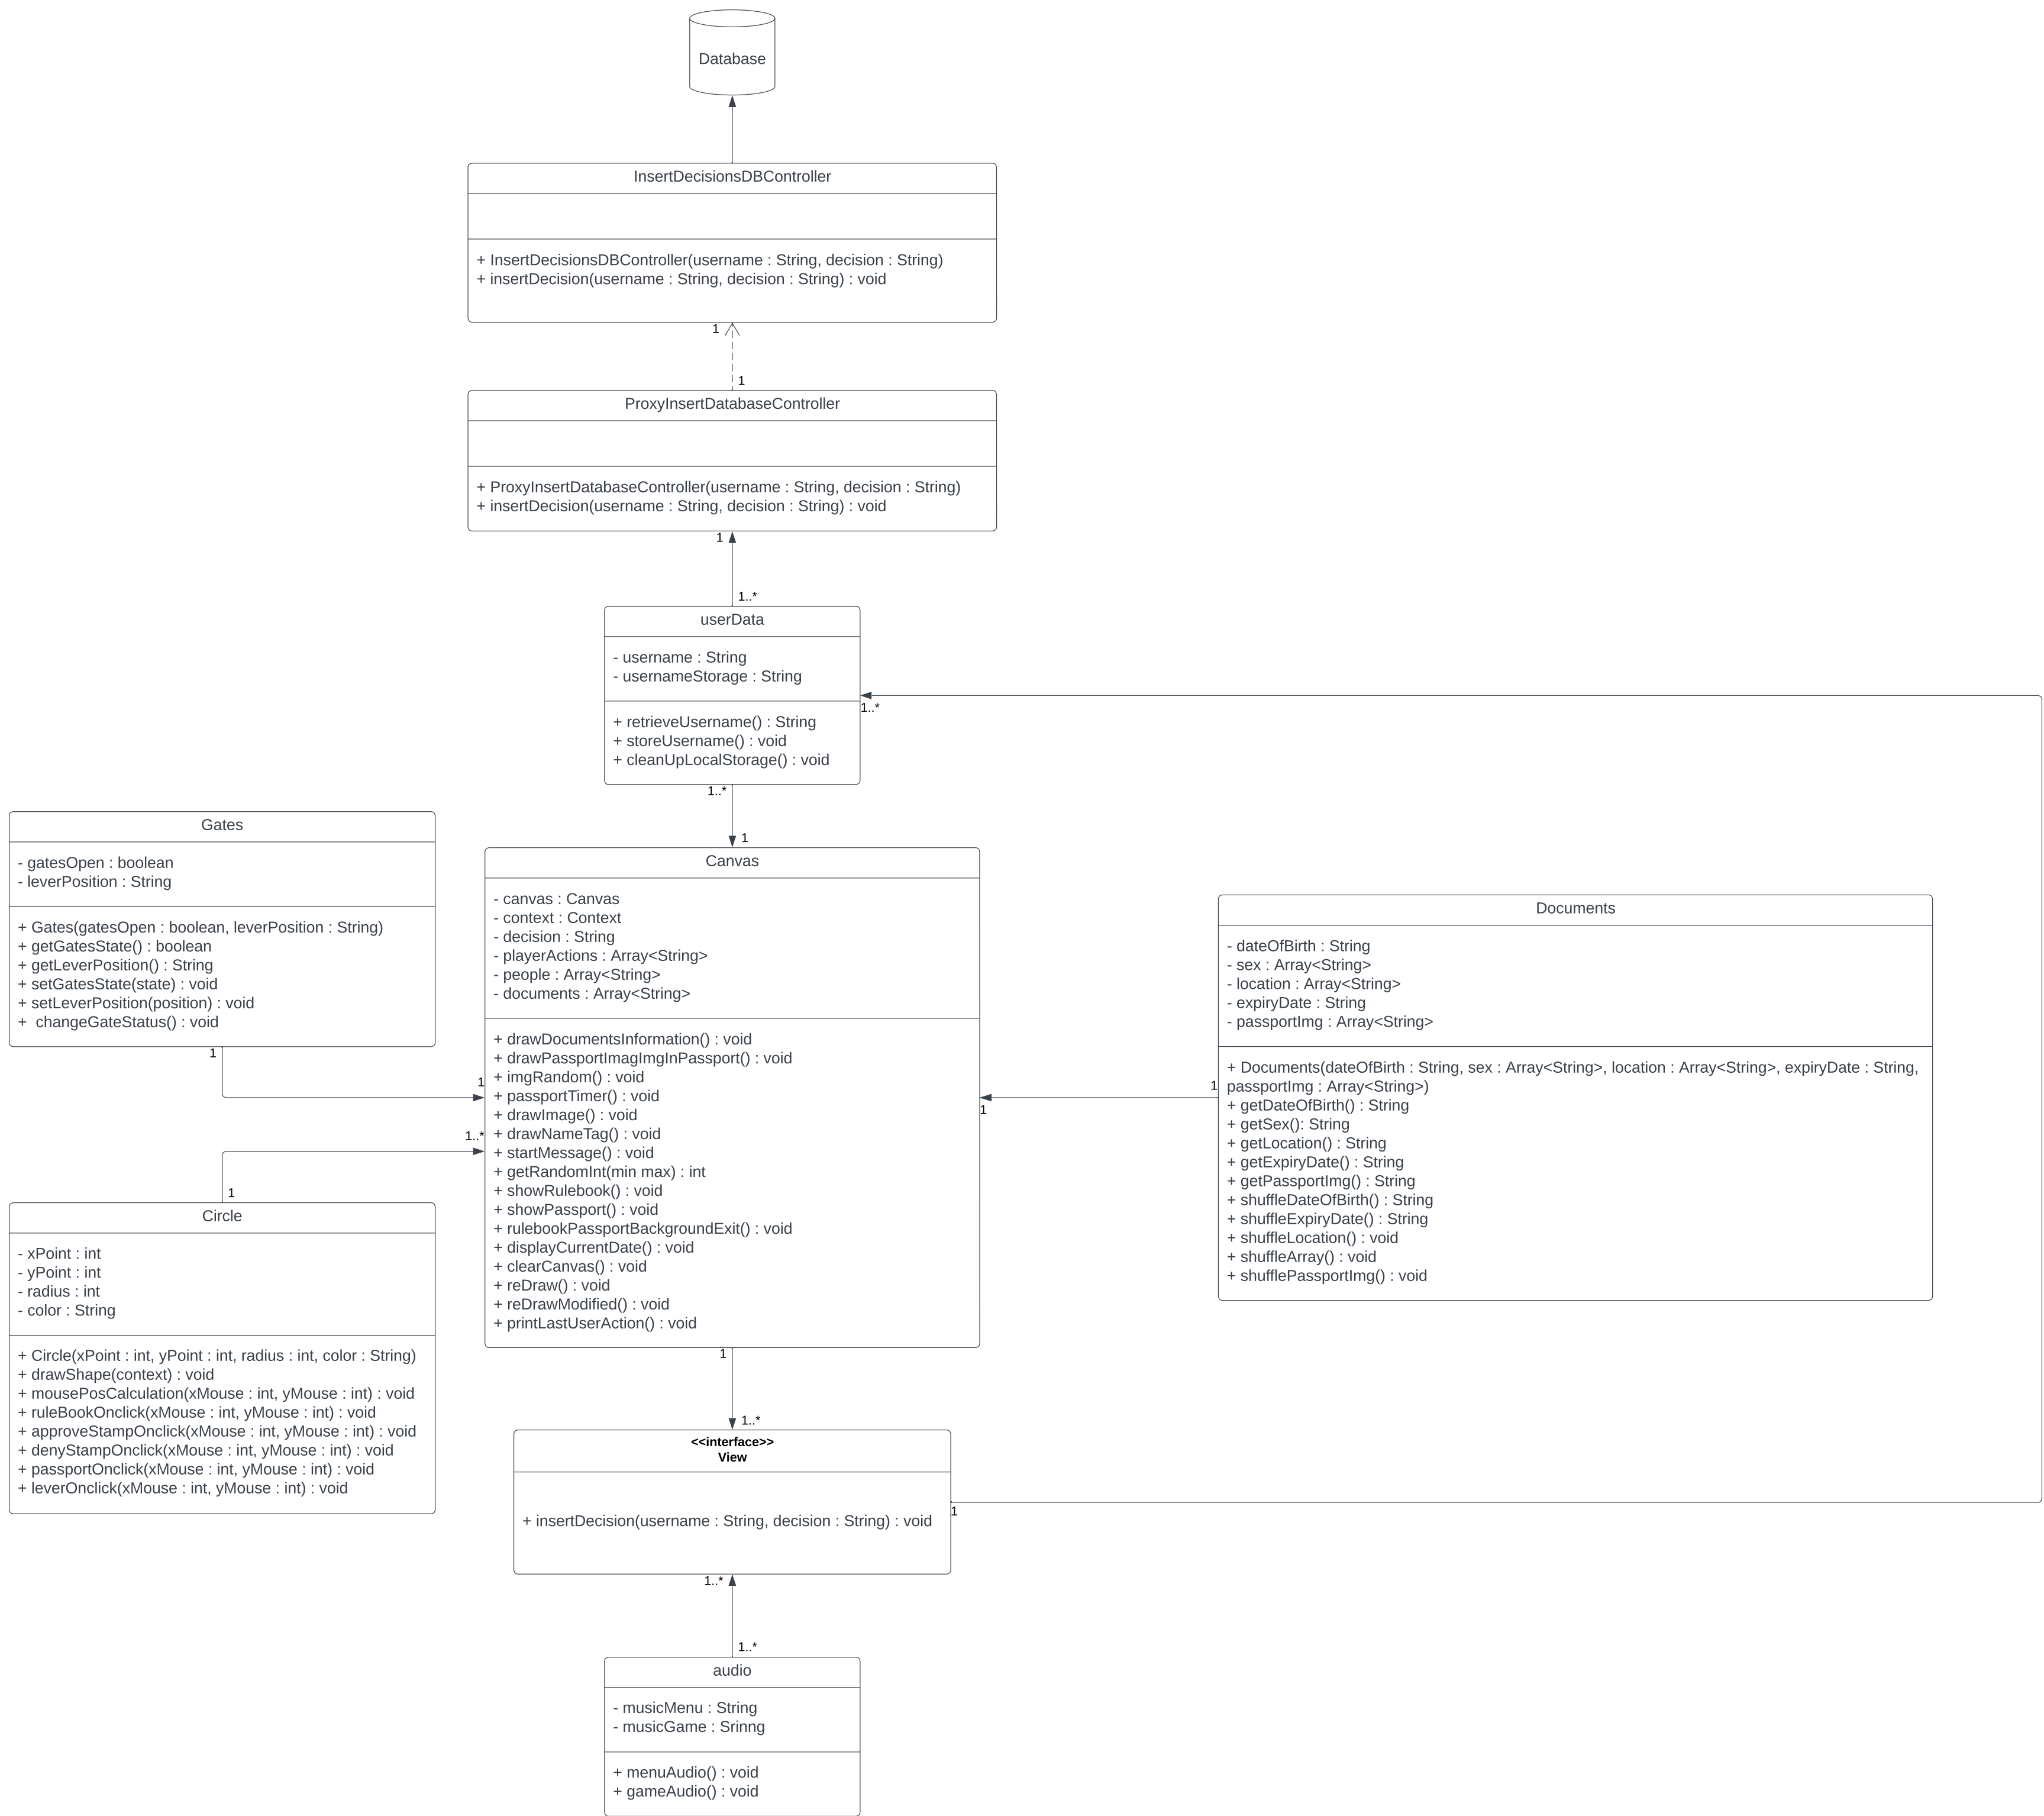 Database
InsertDecisionsDBController
+ InsertDecisionsDBController(username : String, decision : String)
+ insertDecision(username : String, decision : String) : void
1
1
ProxyInsertDatabaseController
+ ProxyInsertDatabaseController(username : String, decision : String)
+ insertDecision(username : String, decision : String) : void
1
1..*
userData
- username : String
- usernameStorage : String
+ retrieveUsername() : String
+ storeUsername() : void
+ cleanUpLocalStorage() : void
1..*
1..*
1
Gates
- gatesOpen : boolean
- leverPosition : String
+ Gates(gatesOpen : boolean, leverPosition : String)
+ getGatesState() : boolean
+ getLeverPosition() : String
+ setGatesState(state) : void
+ setLeverPosition(position) : void
+  changeGateStatus() : void
1
1
Canvas
- canvas : Canvas
- context : Context
- decision : String
- playerActions : Array<String>
- people : Array<String>
- documents : Array<String>
+ drawDocumentsInformation() : void
+ drawPassportImagImgInPassport() : void
+ imgRandom() : void
+ passportTimer() : void
+ drawImage() : void
+ drawNameTag() : void
+ startMessage() : void
+ getRandomInt(min max) : int
+ showRulebook() : void
+ showPassport() : void
+ rulebookPassportBackgroundExit() : void
+ displayCurrentDate() : void
+ clearCanvas() : void
+ reDraw() : void
+ reDrawModified() : void
+ printLastUserAction() : void
1
1
Documents
- dateOfBirth : String
- sex : Array<String>
- location : Array<String>
- expiryDate : String
- passportImg : Array<String>
+ Documents(dateOfBirth : String, sex : Array<String>, location : Array<String>, expiryDate : String,
passportImg : Array<String>)
+ getDateOfBirth() : String
+ getSex(): String
+ getLocation() : String
+ getExpiryDate() : String
+ getPassportImg() : String
+ shuffleDateOfBirth() : String
+ shuffleExpiryDate() : String
+ shuffleLocation() : void
+ shuffleArray() : void
+ shufflePassportImg() : void
1..*
1
Circle
- xPoint : int
- yPoint : int
- radius : int
- color : String
+ Circle(xPoint : int, yPoint : int, radius : int, color : String)
+ drawShape(context) : void
+ mousePosCalculation(xMouse : int, yMouse : int) : void
+ ruleBookOnclick(xMouse : int, yMouse : int) : void
+ approveStampOnclick(xMouse : int, yMouse : int) : void
+ denyStampOnclick(xMouse : int, yMouse : int) : void
+ passportOnclick(xMouse : int, yMouse : int) : void
+ leverOnclick(xMouse : int, yMouse : int) : void
1
1..*
<<interface>>
View
+ insertDecision(username : String, decision : String) : void
1
1..*
1..*
audio
- musicMenu : String
- musicGame : Srinng
+ menuAudio() : void
+ gameAudio() : void